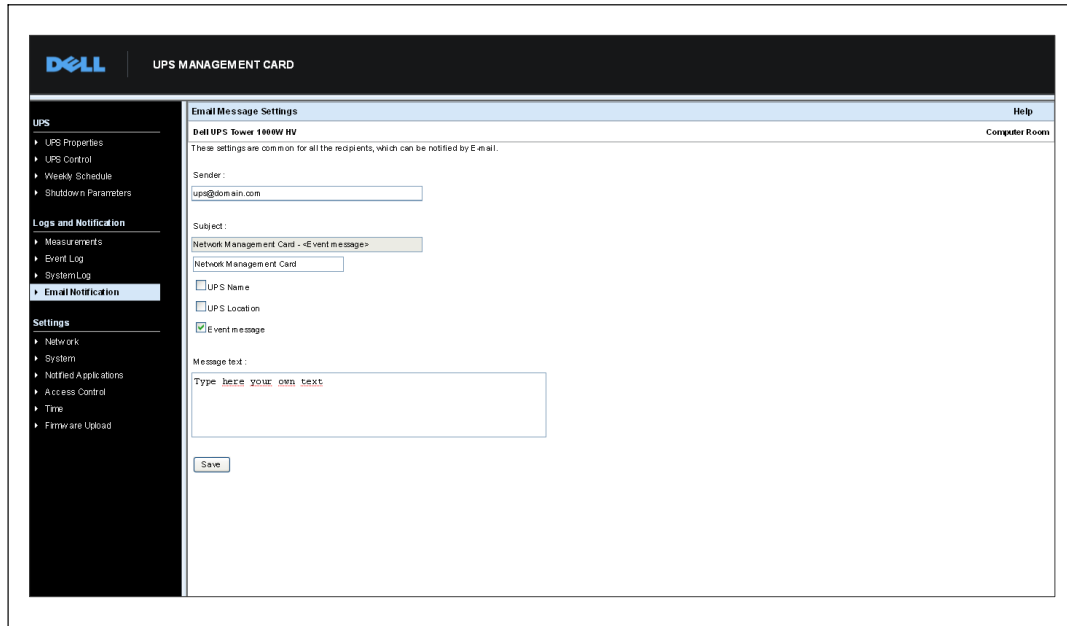 DELL
UPS MANAGEMENT CARD
UPS
UPS Properties
UPS Control
Weekly Schedule
Shutdown Parameters
Logs and Notification
Measurements
Event Log
System Log
Email Notification
Settings
Network
System
Notified Applications
Access Control
Time
Firmware Upload
Email Message Settings Help
Dell UPS Tower 1000W HV Computer Room
These settings are common for all the recipients, which can be notified by E-mail.
Sender :
ups@domain.com
Subject :
Network Management Card - <Event message>
Network Management Card
UPS Name
UPS Location
Event message
Message text :
Type here your own text
Save